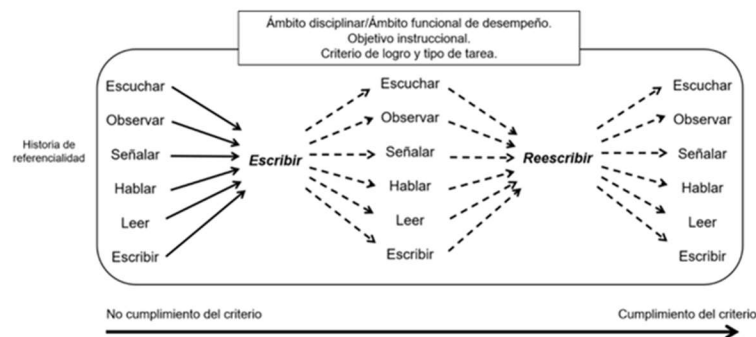 Ámbito disciplinar/Ámbito funcional de desempeño.
Objetivo instruccional.
Criterio de logro y tipo de tarea.
Historia de
referencialidad
Escuchar
Observar
Señalar
Hablar
Leer
Escribir
Escribir
Escuchar
Observar
Señalar
Hablar
Leer
Escribir
Reescribir
Escuchar
Observar
Señalar
Hablar
Leer
Escribir
No cumplimiento del criterio
Cumplimiento del criterio